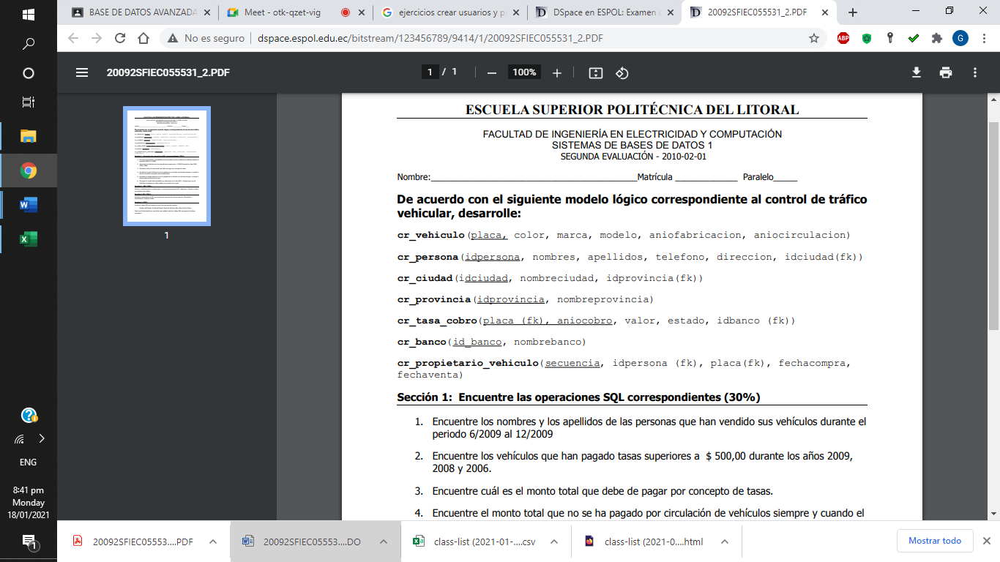 BASE DE DATOS AVANZADA
Meet - otk-qzet-vig
ejercicios crear usuarios y p
DSpace en ESPOL: Examen
20092SFIEC055531_2.PDF
No es seguro
dspace.espol.edu.ec/bitstream/123456789/9414/1/20092SFIEC055531_2.PDF
ABP
G
20092SFIEC055531_2.PDF
1 / 1
100%
1
ESCUELA SUPERIOR POLITÉCNICA DEL LITORAL
FACULTAD DE INGENIERÍA EN ELECTRICIDAD Y COMPUTACIÓN
SISTEMAS DE BASES DE DATOS 1
SEGUNDA EVALUACIÓN - 2010-02-01
Nombre:________________Matrícula ________ Paralelo_____
De acuerdo con el siguiente modelo lógico correspondiente al control de tráfico
vehicular, desarrolle:
cr_vehiculo(placa, color, marca, modelo, aniofabricacion, aniocirculacion)
cr_persona(idpersona, nombres, apellidos, telefono, direccion, idciudad(fk))
cr_ciudad(idciudad, nombreciudad, idprovincia(fk))
cr_provincia(idprovincia, nombreprovincia)
cr_tasa_cobro(placa (fk), aniocobro, valor, estado, idbanco (fk))
cr_banco(id_banco, nombrebanco)
cr_propietario_vehiculo(secuencia, idpersona (fk), placa(fk), fechacompra,
fechaventa)
Sección 1: Encuentre las operaciones SQL correspondientes (30%)
1. Encuentre los nombres y los apellidos de las personas que han vendido sus vehículos durante el
periodo 6/2009 al 12/2009
2. Encuentre los vehículos que han pagado tasas superiores a $ 500,00 durante los años 2009,
2008 y 2006.
3. Encuentre cuál es el monto total que debe de pagar por concepto de tasas.
4. Encuentre el monto total que no se ha pagado por circulación de vehículos siempre y cuando el
ENG
8:41 pm
Monday
18/01/2021
1
20092SFIEC05553....PDF
20092SFIEC05553....DO
class-list (2021-01-....csv
class-list (2021-0....html
Mostrar todo